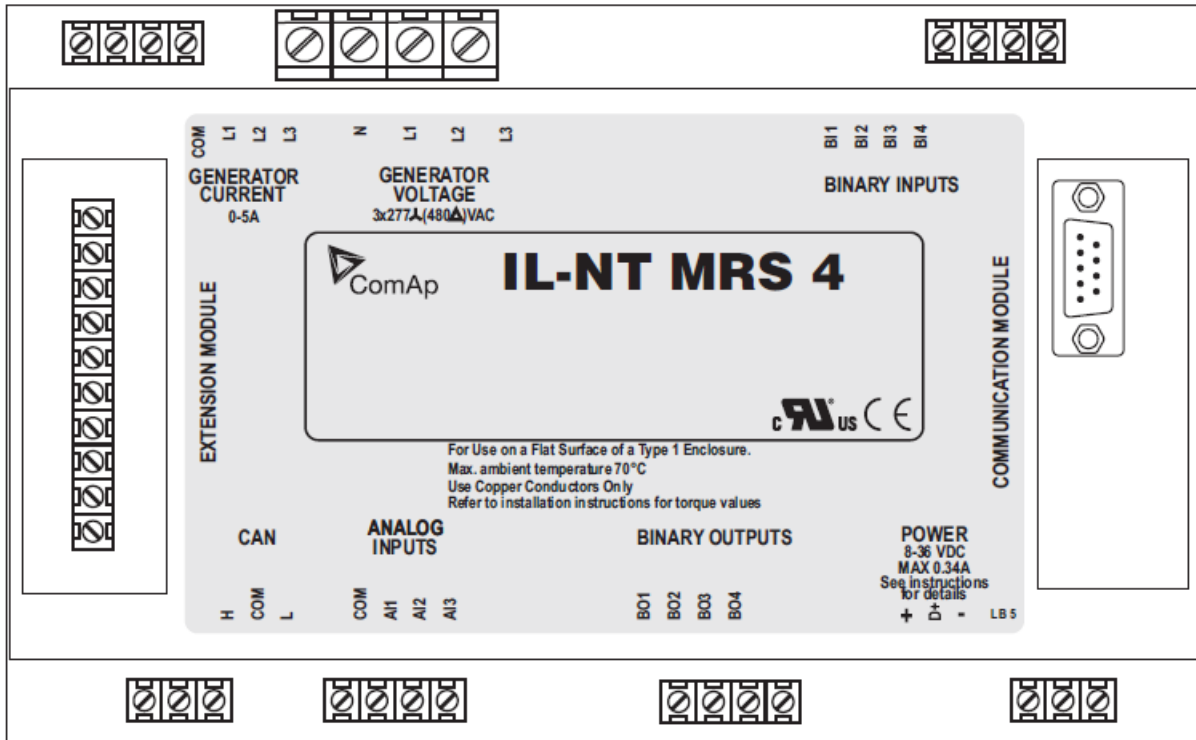 COM L1 L2 L3
GENERATOR
CURRENT
0-5A
N L1 L2 L3
GENERATOR
VOLTAGE
3x277⅄(480Δ)VAC
BI1 BI2 BI3 BI4
BINARY INPUTS
EXTENSION MODULE
ComAp
IL-NT MRS 4
c RU ® US CE
COMMUNICATION MODULE
For Use on a Flat Surface of a Type 1 Enclosure.
Max. ambient temperature 70°C
Use Copper Conductors Only
Refer to installation instructions for torque values
CAN
H COM L
ANALOG
INPUTS
COM AI1 AI2 AI3
BINARY OUTPUTS
BO1 BO2 BO3 BO4
POWER
8-36 VDC
MAX 0.34A
See instructions
for details
+ D+ - LB 5